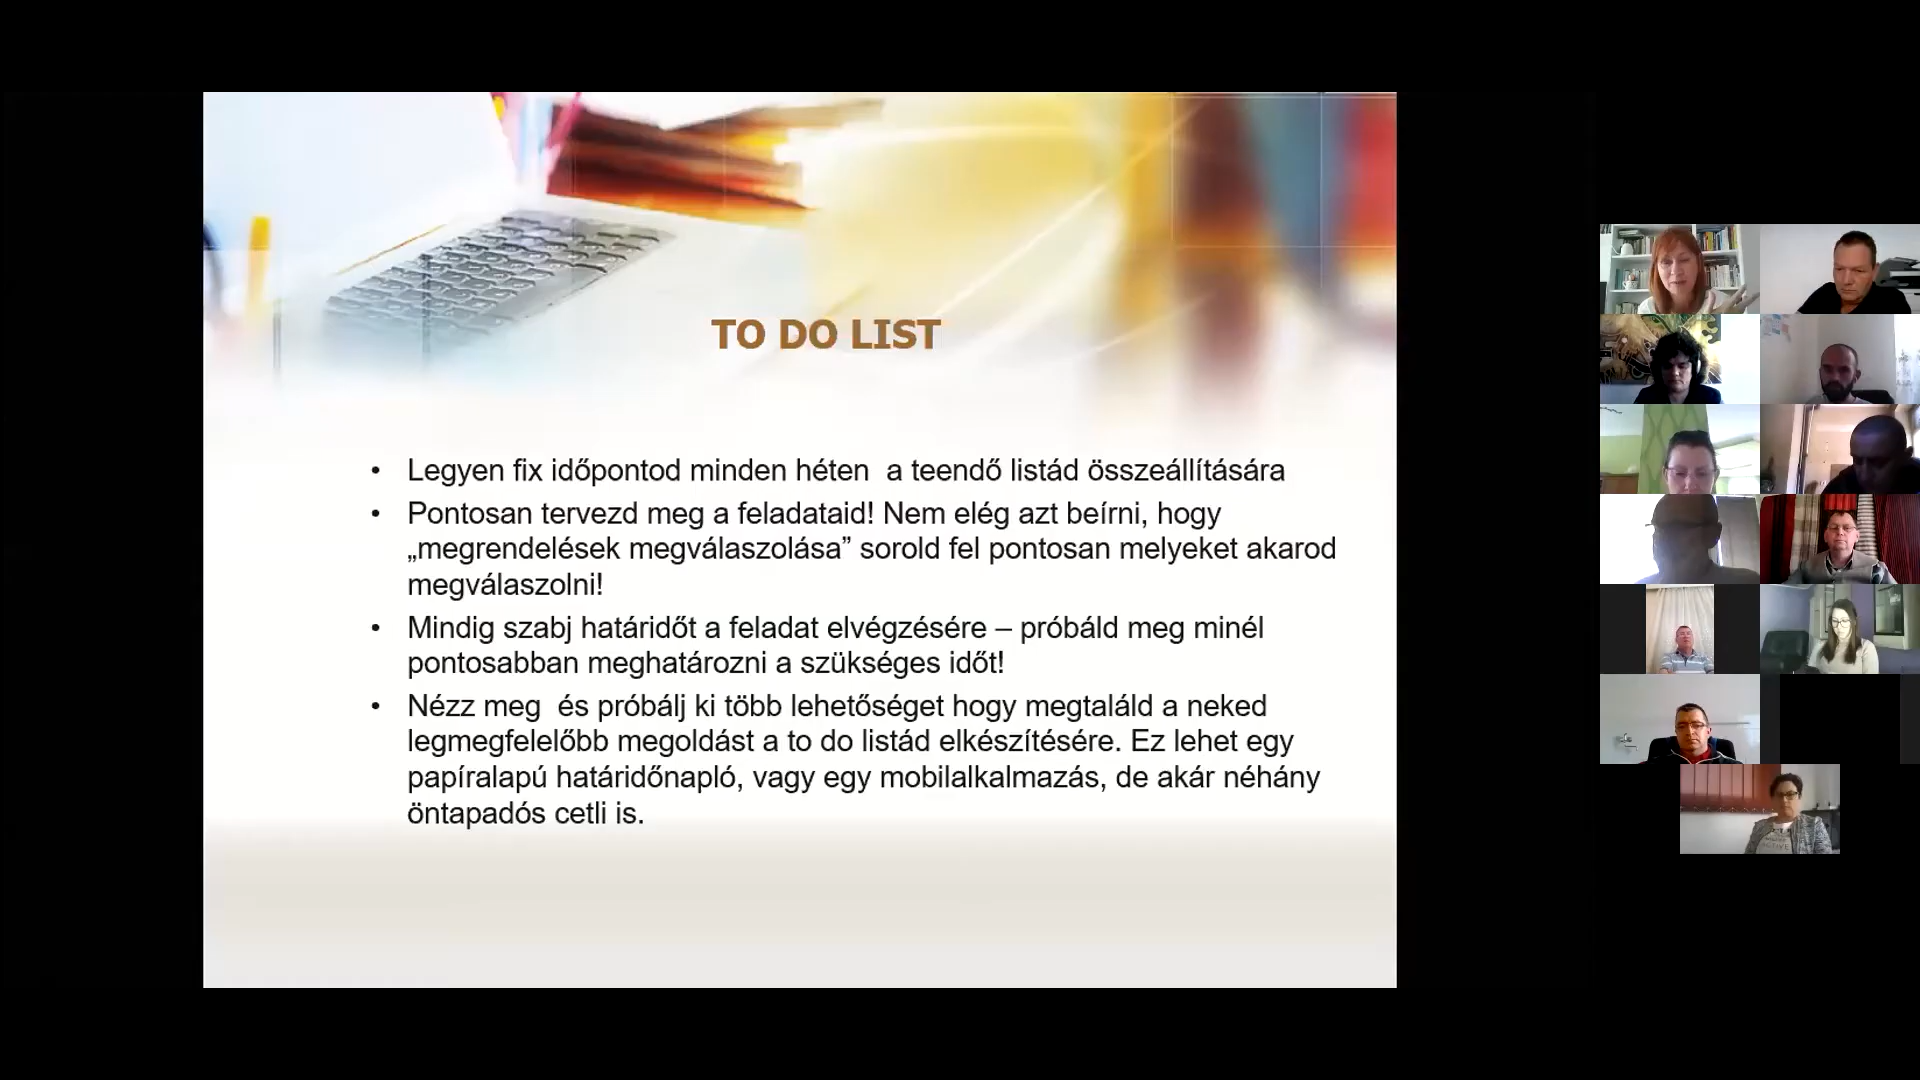 TO DO LIST
• Legyen fix időpontod minden héten  a teendő listád összeállítására
• Pontosan tervezd meg a feladataid! Nem elég azt beírni, hogy
„megrendelések megválaszolása” sorold fel pontosan melyeket akarod
megválaszolni!
• Mindig szabj határidőt a feladat elvégzésére – próbáld meg minél
pontosabban meghatározni a szükséges időt!
• Nézz meg  és próbálj ki több lehetőséget hogy megtaláld a neked
legmegfelelőbb megoldást a to do listád elkészítésére. Ez lehet egy
papíralapú határidőnapló, vagy egy mobilalkalmazás, de akár néhány
öntapadós cetli is.